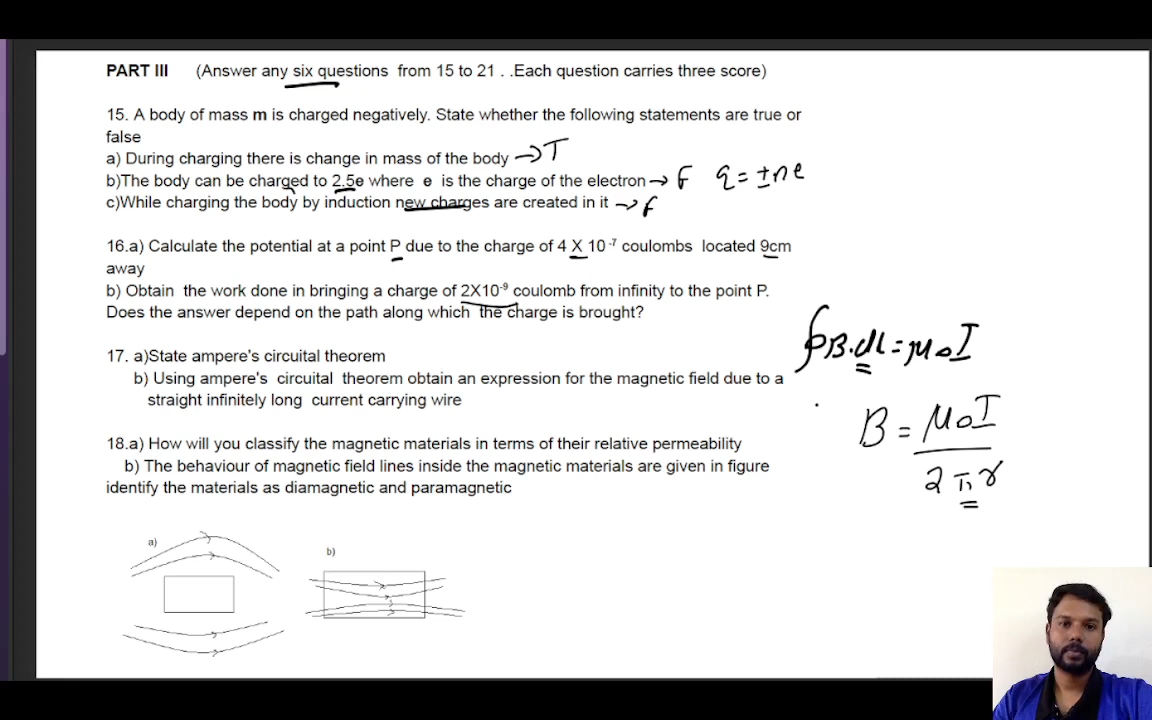 PART III (Answer any six questions from 15 to 21 . .Each question carries three score)
15. A body of mass m is charged negatively. State whether the following statements are true or
false
a) During charging there is change in mass of the body → T
b)The body can be charged to 2.5e where e is the charge of the electron → F q = ±ne
c)While charging the body by induction new charges are created in it → F
16.a) Calculate the potential at a point P due to the charge of 4 X 10⁻⁷ coulombs located 9cm
away
b) Obtain the work done in bringing a charge of 2X10⁻⁹ coulomb from infinity to the point P.
Does the answer depend on the path along which the charge is brought?
∮B.dl = μ₀I
17. a)State ampere's circuital theorem
b) Using ampere's circuital theorem obtain an expression for the magnetic field due to a
straight infinitely long current carrying wire
B = μ₀I
2πr
18.a) How will you classify the magnetic materials in terms of their relative permeability
b) The behaviour of magnetic field lines inside the magnetic materials are given in figure
identify the materials as diamagnetic and paramagnetic
a)
b)